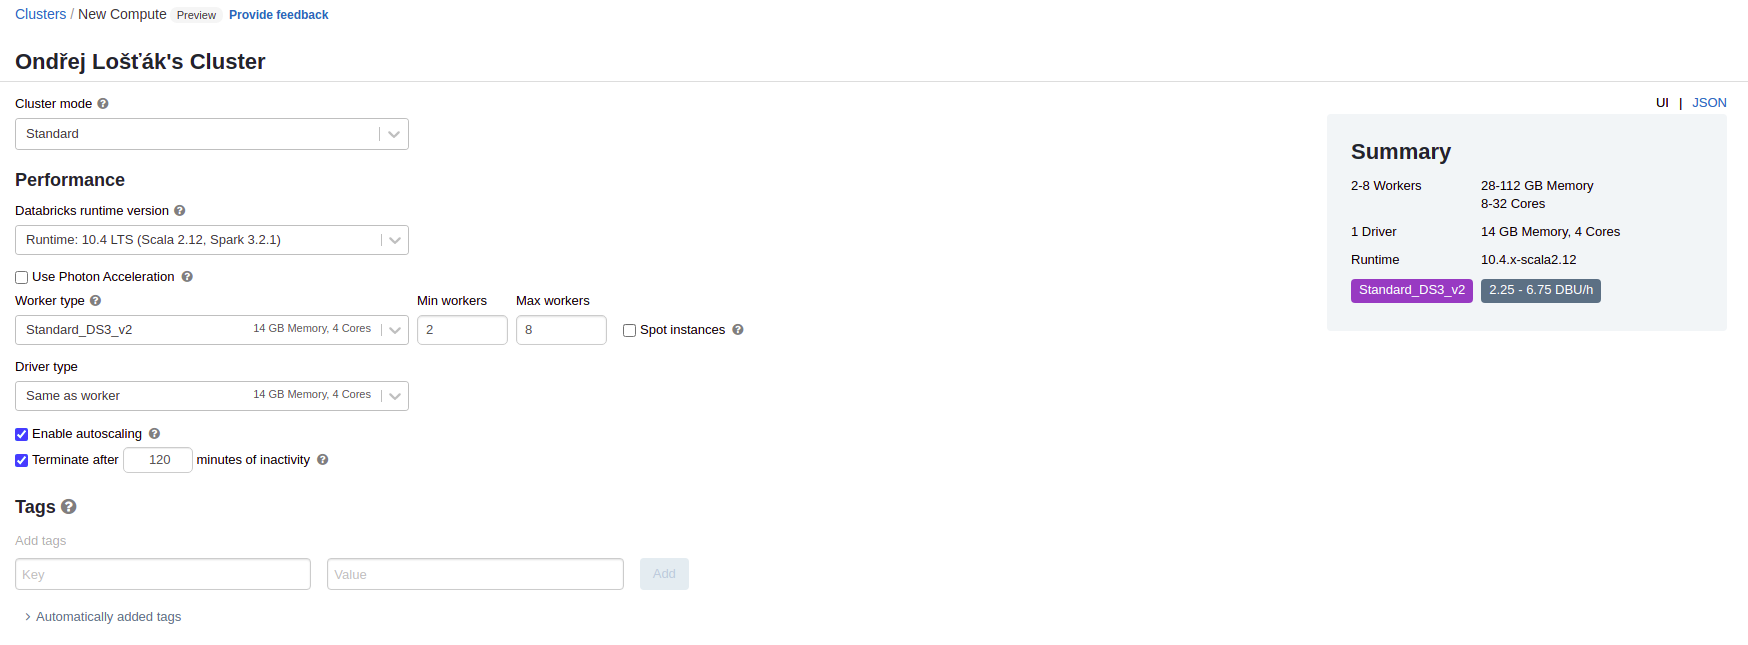 Clusters / New Compute Preview Provide feedback
Ondřej Lošťák's Cluster
UI | JSON
Cluster mode ?
Standard
Performance
Databricks runtime version ?
Runtime: 10.4 LTS (Scala 2.12, Spark 3.2.1)
Use Photon Acceleration ?
Worker type ? Min workers Max workers
Standard_DS3_v2 14 GB Memory, 4 Cores 2 8 Spot instances ?
Driver type
Same as worker 14 GB Memory, 4 Cores
Enable autoscaling ?
Terminate after 120 minutes of inactivity ?
Tags ?
Add tags
Key Value Add
Automatically added tags
Summary
2-8 Workers 28-112 GB Memory
8-32 Cores
1 Driver 14 GB Memory, 4 Cores
Runtime 10.4.x-scala2.12
Standard_DS3_v2 2.25 - 6.75 DBU/h